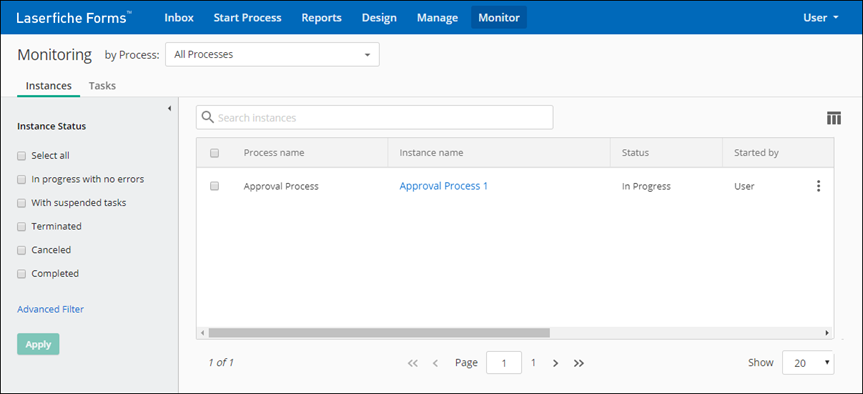 Laserfiche Forms™ Inbox Start Process Reports Design Manage Monitor User
Monitoring by Process: All Processes
Instances Tasks
Instance Status
Select all
In progress with no errors
With suspended tasks
Terminated
Canceled
Completed
Advanced Filter
Apply
Search instances
Process name Instance name Status Started by
Approval Process Approval Process 1 In Progress User
1 of 1 Page 1 1 Show 20